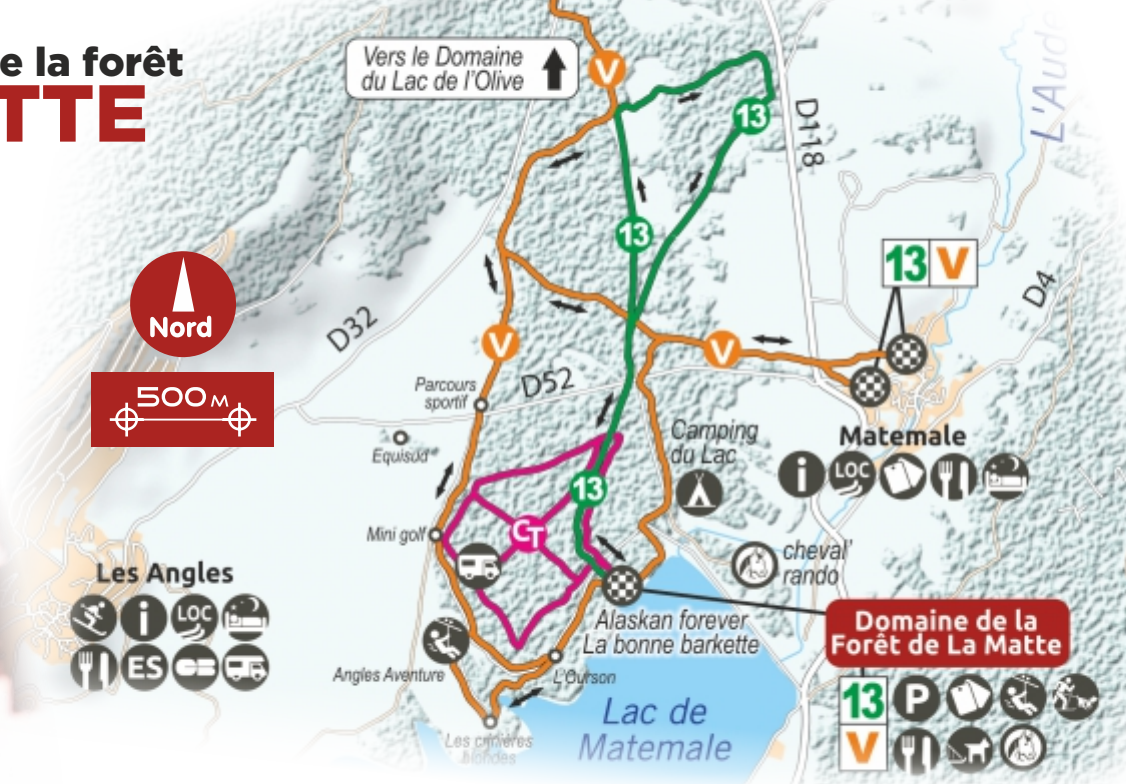 e la forêt
TTE
Vers le Domaine
du Lac de l'Olive
V
13
D118
L'Aude
13
13 V
D4
Nord
D32
V
V
500 M
Parcours
sportif
D52
Equisud*
Camping
du Lac
Matemale
i LOC
13
Mini golf
CT
cheval'
rando
Les Angles
i LOC
ES
Alaskan forever
La bonne barkette
Domaine de la
Forêt de La Matte
Angles Aventure
L'Ourson
13 P
V
Lac de
Matemale
Les crinières
blondes